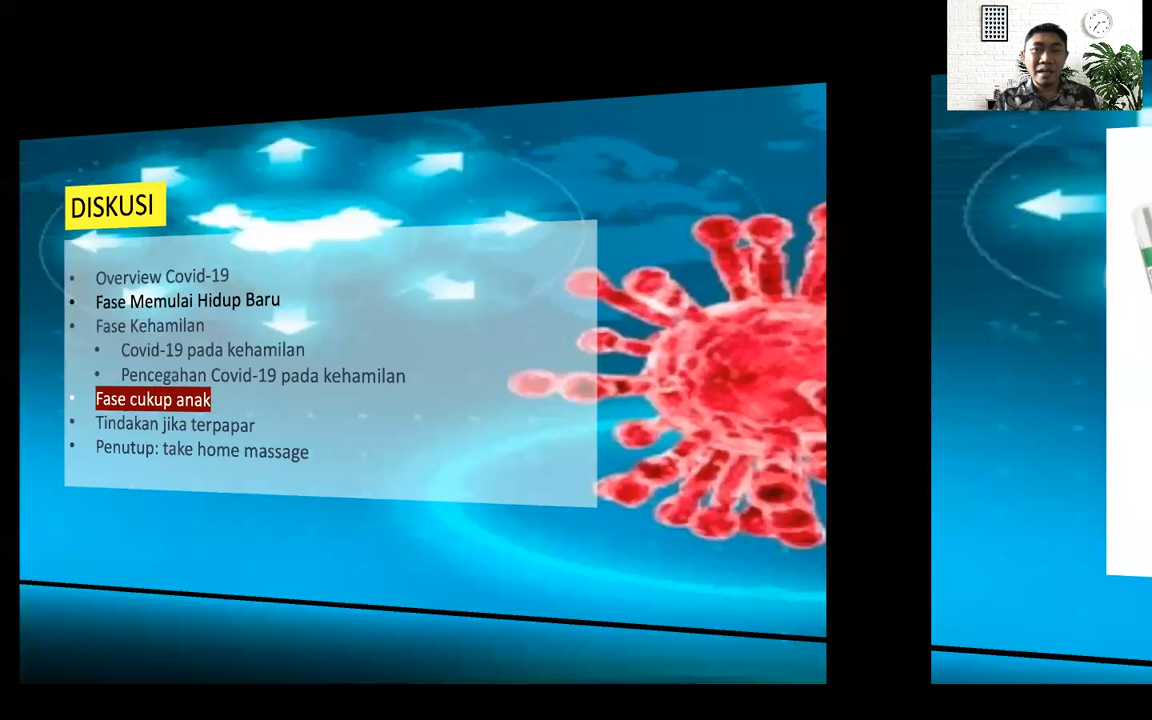 DISKUSI
• Overview Covid-19
• Fase Memulai Hidup Baru
• Fase Kehamilan
• Covid-19 pada kehamilan
• Pencegahan Covid-19 pada kehamilan
• Fase cukup anak
• Tindakan jika terpapar
• Penutup: take home massage